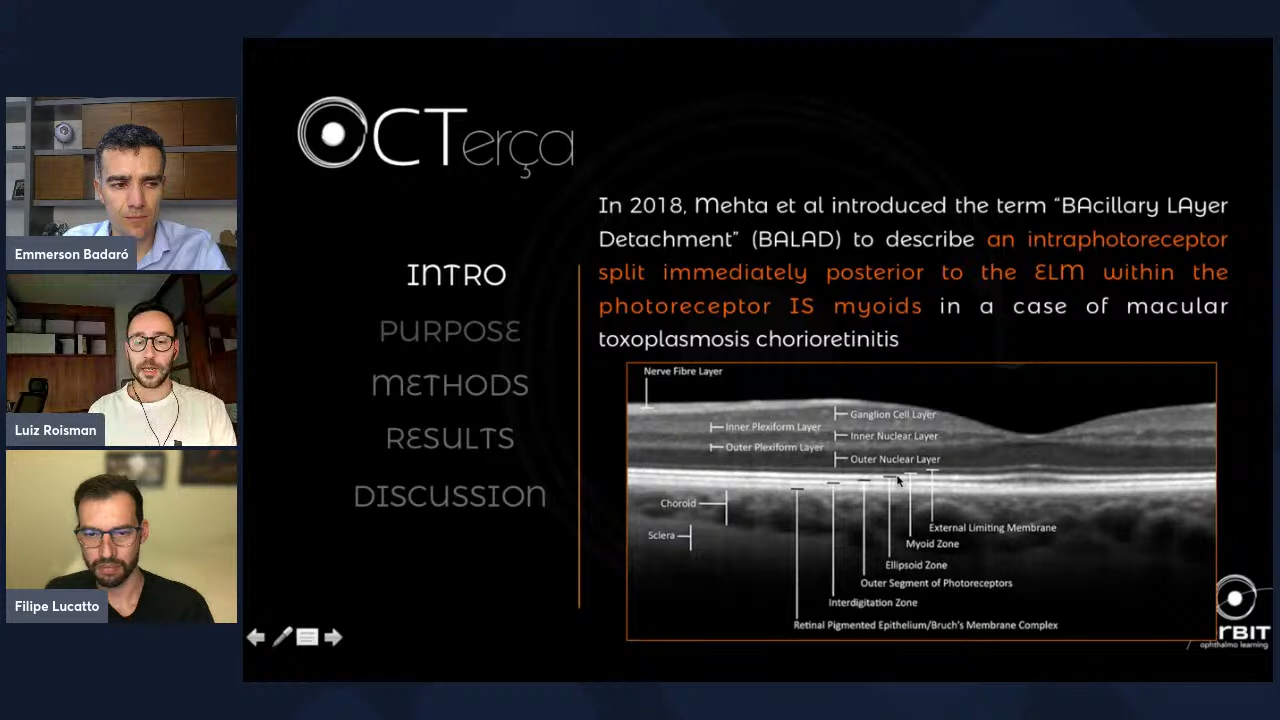 OCTerça
Emmerson Badaró
Luiz Roisman
Filipe Lucatto
INTRO
PURPOSE
METHODS
RESULTS
DISCUSSION
In 2018, Mehta et al introduced the term “BAcillary LAyer
Detachment” (BALAD) to describe an intraphotoreceptor
split immediately posterior to the ELM within the
photoreceptor IS myoids in a case of macular
toxoplasmosis chorioretinitis
Nerve Fibre Layer
Ganglion Cell Layer
Inner Plexiform Layer
Inner Nuclear Layer
Outer Plexiform Layer
Outer Nuclear Layer
Choroid
Sclera
External Limiting Membrane
Myoid Zone
Ellipsoid Zone
Outer Segment of Photoreceptors
Interdigitation Zone
Retinal Pigmented Epithelium/Bruch's Membrane Complex
RBIT
ophthalmo learning